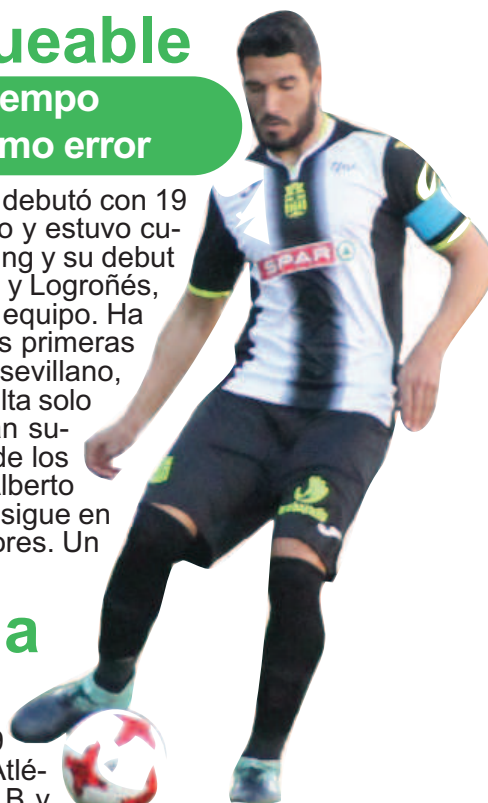 ueable
empo
mo error
debutó con 19
o y estuvo cu-
ng y su debut
y Logroñés,
equipo. Ha
s primeras
sevillano,
lta solo
an su-
de los
lberto
sigue en
ores. Un
SPAR
a
Atlé-
B y